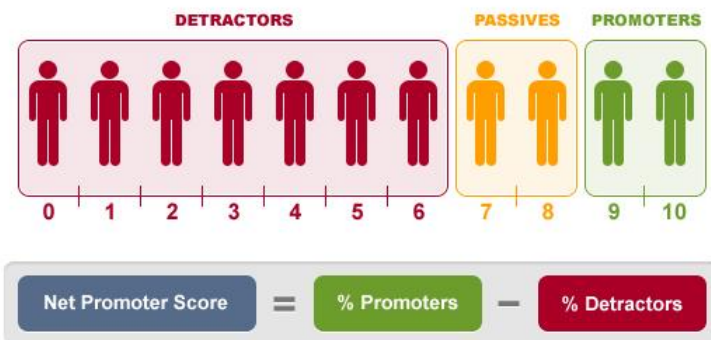 DETRACTORS PASSIVES PROMOTERS
0 1 2 3 4 5 6 7 8 9 10
Net Promoter Score = % Promoters − % Detractors